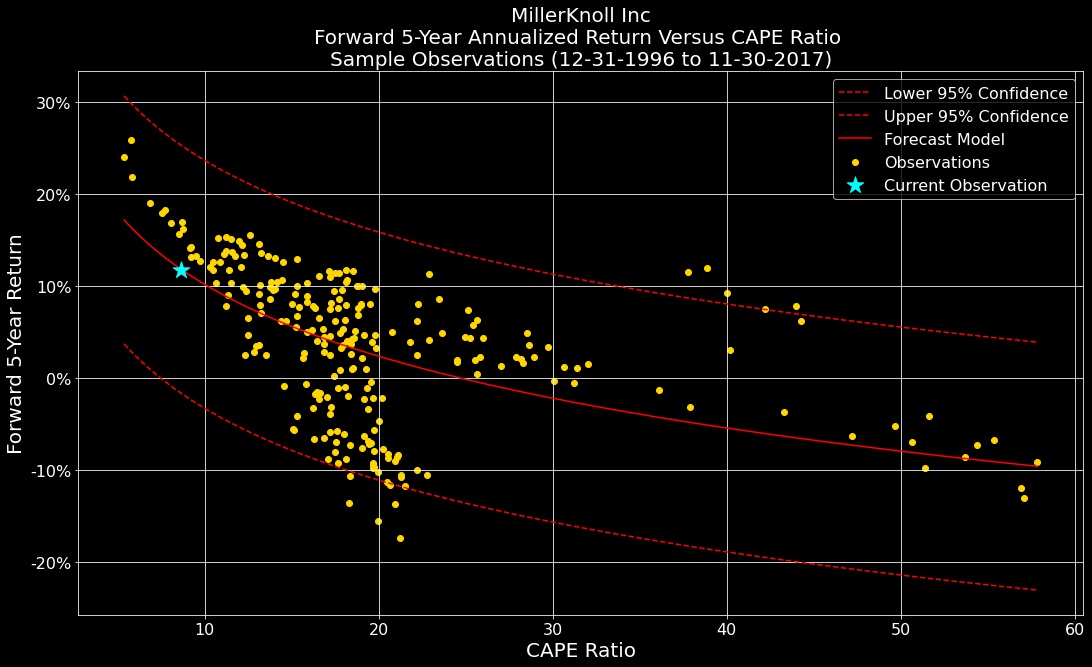 MillerKnoll Inc
Forward 5-Year Annualized Return Versus CAPE Ratio
Sample Observations (12-31-1996 to 11-30-2017)
Lower 95% Confidence
Upper 95% Confidence
Forecast Model
Observations
Current Observation
Forward 5-Year Return
30%
20%
10%
0%
-10%
-20%
10 20 30 40 50 60
CAPE Ratio